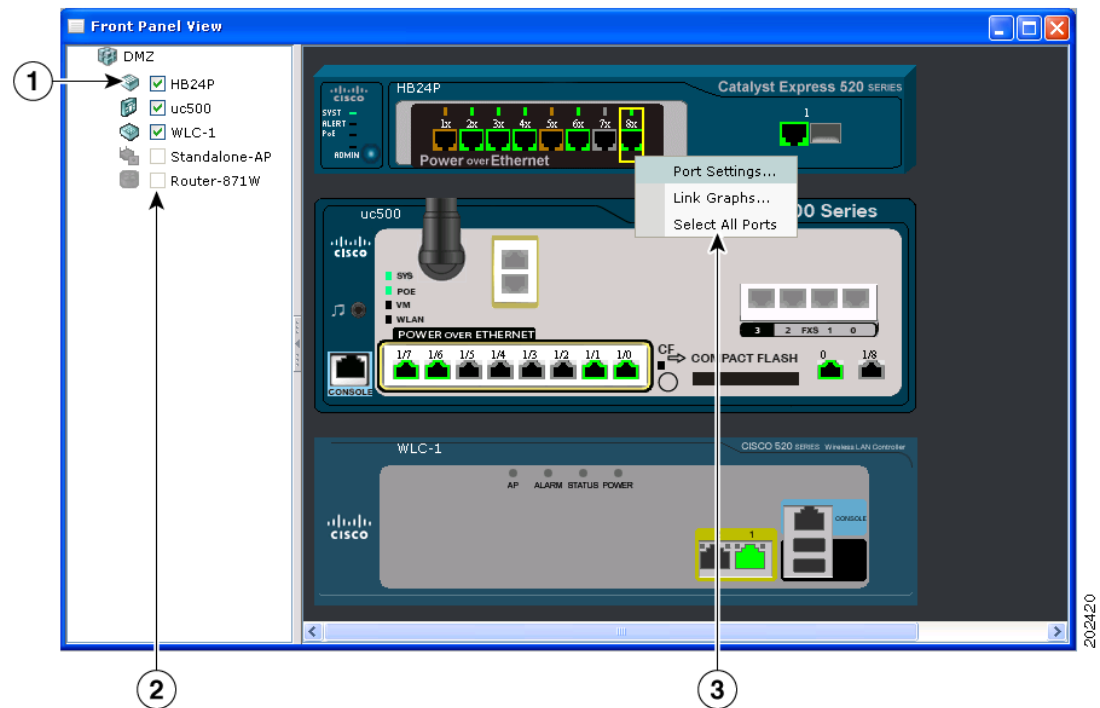 Front Panel View
DMZ
1
HB24P
uc500
WLC-1
Standalone-AP
Router-871W
2
HB24P
Catalyst Express 520 SERIES
CISCO
SYST
ALERT
PoE
ADMIN
1x 2x 3x 4x 5x 6x 7x 8x
Power over Ethernet
1
Port Settings...
Link Graphs...
Select All Ports
3
uc500
00 Series
CISCO
SYS
POE
VM
WLAN
POWER OVER ETHERNET
1/7 1/6 1/5 1/4 1/3 1/2 1/1 1/0
CONSOLE
CF
COMPACT FLASH
3 2 FXS 1 0
0 1/8
WLC-1
CISCO 520 SERIES Wireless LAN Controller
AP ALARM STATUS POWER
CISCO
1
CONSOLE
202420